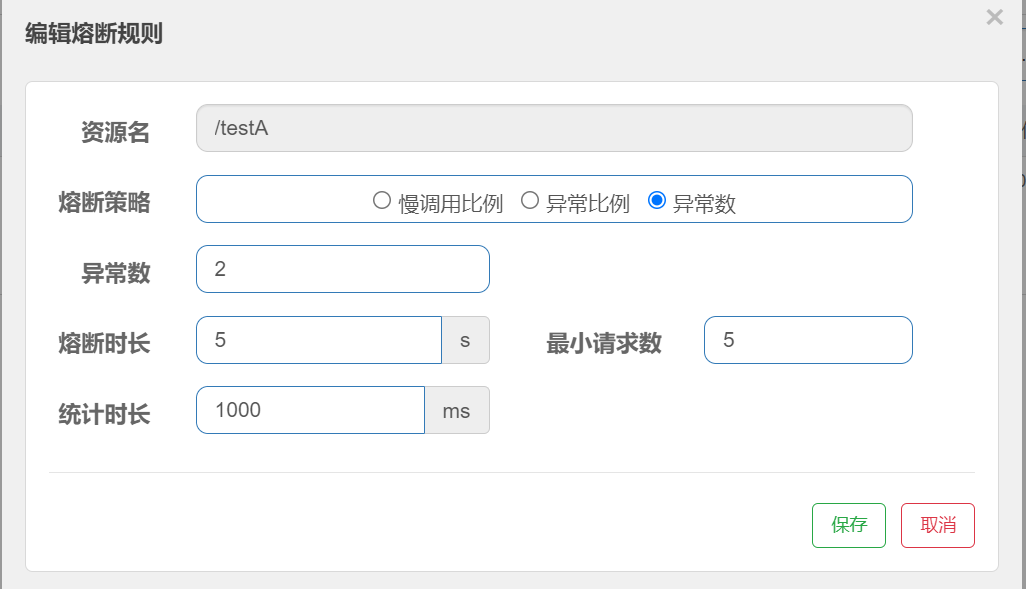 编辑熔断规则
×
资源名 /testA
熔断策略 慢调用比例 异常比例 异常数
异常数 2
熔断时长 5 s 最小请求数 5
统计时长 1000 ms
保存 取消